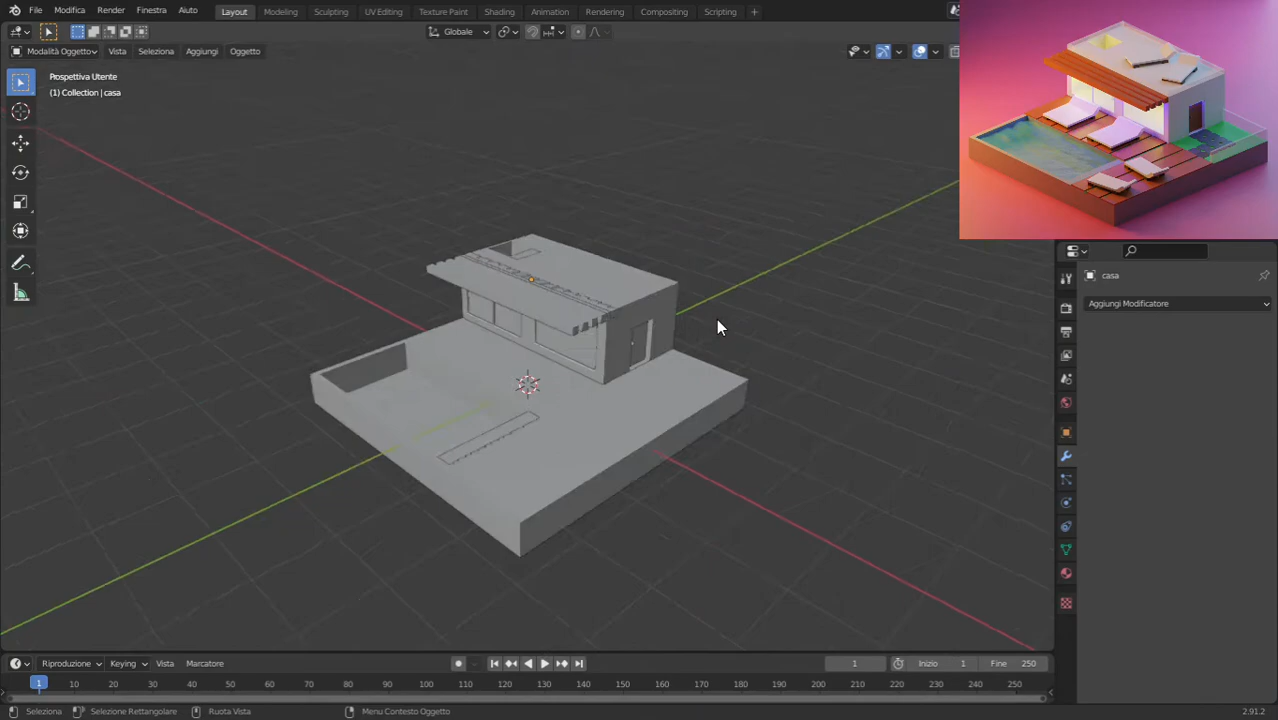 File Modifica Render Finestra Aiuto Layout Modeling Sculpting UV Editing Texture Paint Shading Animation Rendering Compositing Scripting +
Globale
Modalità Oggetto Vista Seleziona Aggiungi Oggetto
Prospettiva Utente
(1) Collection | casa
casa
Aggiungi Modificatore
Riproduzione Keying Vista Marcatore 1 Inizio 1 Fine 250
1 10 20 30 40 50 60 70 80 90 100 110 120 130 140 150 160 170 180 190 200 210 220 230 240 250
Seleziona Selezione Rettangolare Ruota Vista Menu Contesto Oggetto 2.91.2